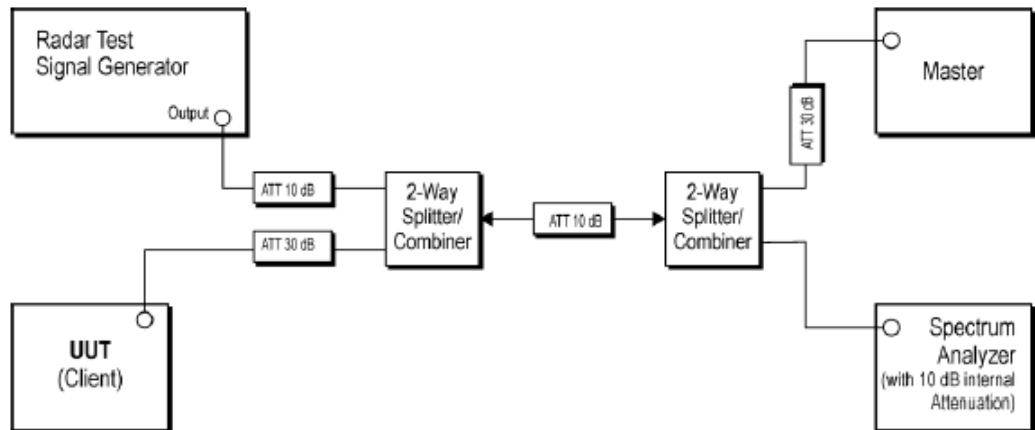 Radar Test
Signal Generator
Output
ATT 10 dB
ATT 30 dB
UUT
(Client)
2-Way
Splitter/
Combiner
ATT 10 dB
2-Way
Splitter/
Combiner
ATT 30 dB
Master
Spectrum
Analyzer
(with 10 dB internal
Attenuation)